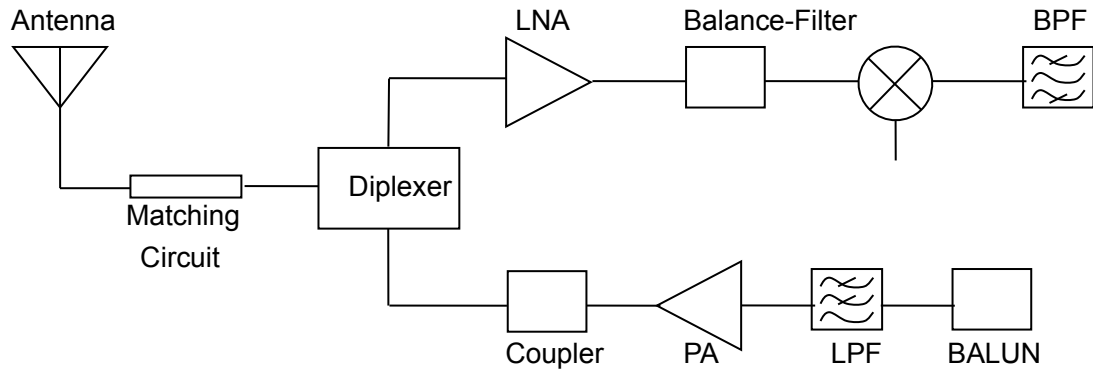 Antenna
LNA
Balance-Filter
BPF
Diplexer
Matching
Circuit
Coupler
PA
LPF
BALUN